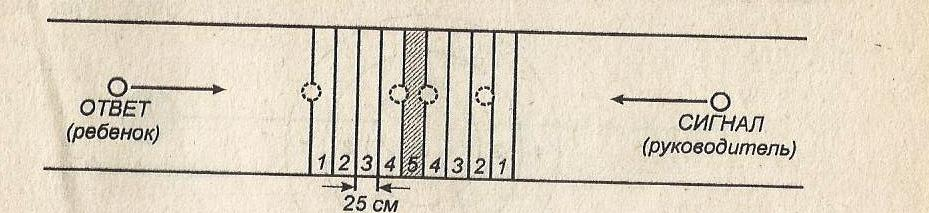 ОТВЕТ
(ребенок)
СИГНАЛ
(руководитель)
1 2 3 4 5 4 3 2 1
25 см